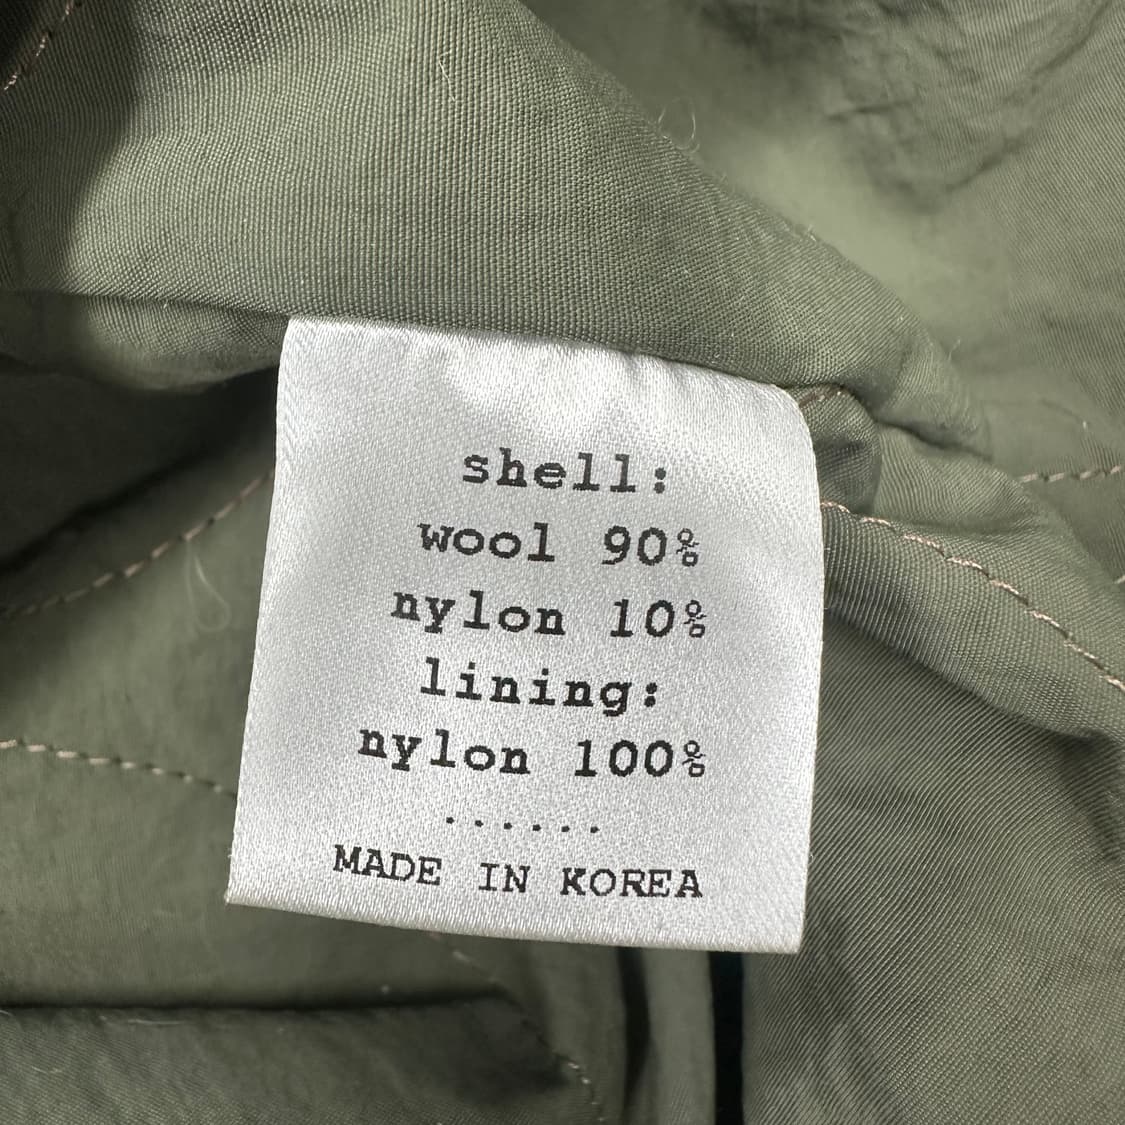 shell:
wool 90%
nylon 10%
lining:
nylon 100%
......
MADE IN KOREA